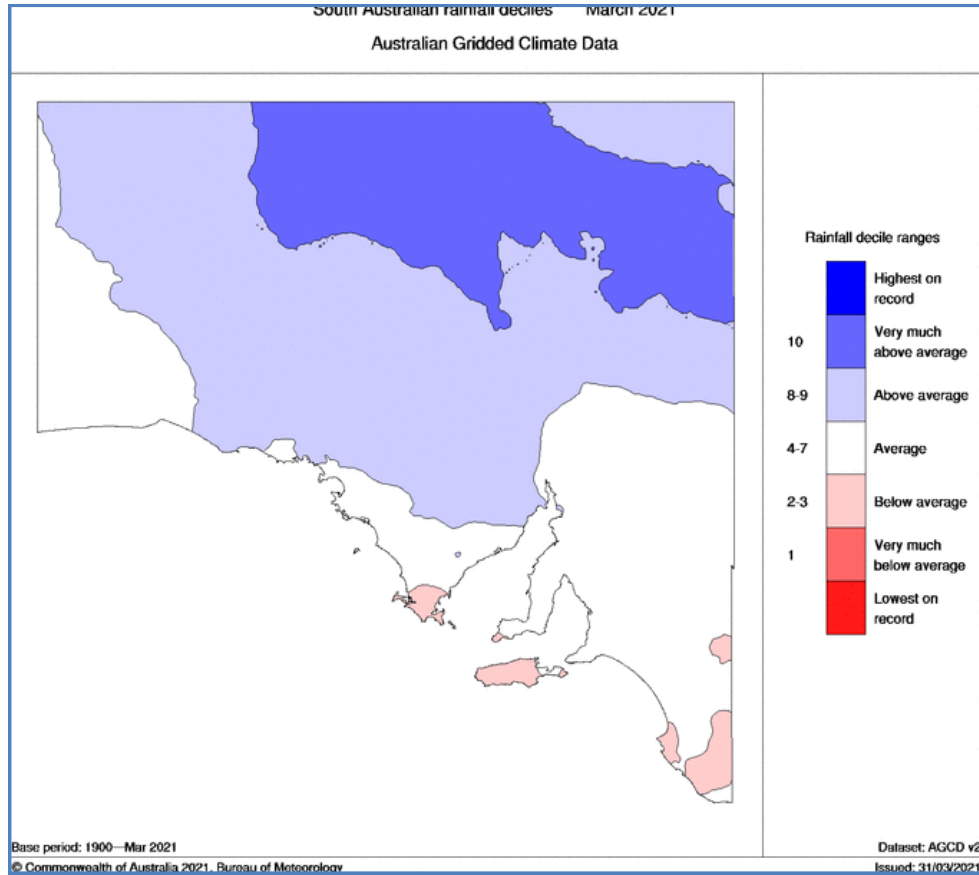 South Australian rainfall deciles March 2021
Australian Gridded Climate Data
Rainfall decile ranges
Highest on
record
10 Very much
above average
8-9 Above average
4-7 Average
2-3 Below average
1 Very much
below average
Lowest on
record
Base period: 1900—Mar 2021
Dataset: AGCD v2
© Commonwealth of Australia 2021, Bureau of Meteorology
Issued: 31/03/2021